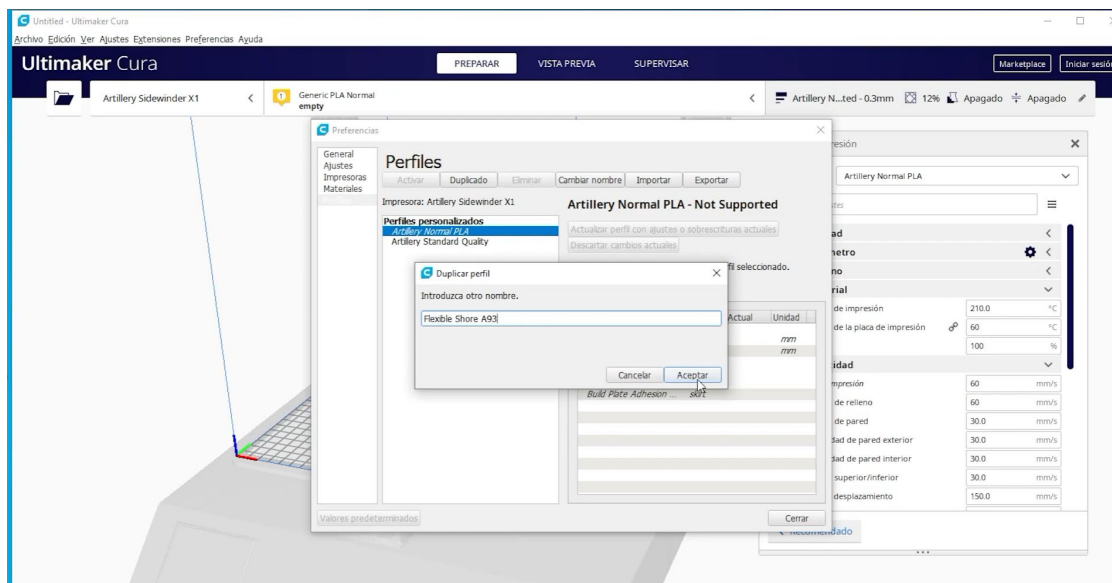 Untitled - Ultimaker Cura
Archivo Edición Ver Ajustes Extensiones Preferencias Ayuda
Ultimaker Cura
PREPARAR
VISTA PREVIA
SUPERVISAR
Marketplace
Iniciar sesió
Artillery Sidewinder X1
1
Generic PLA Normal
empty
Artillery N...ted - 0.3mm
12%
Apagado
Apagado
Preferencias
General
Ajustes
Impresoras
Materiales
Perfiles
Activar
Duplicado
Eliminar
Cambiar nombre
Importar
Exportar
Impresora: Artillery Sidewinder X1
Perfiles personalizados
Artillery Normal PLA
Artillery Standard Quality
Artillery Normal PLA - Not Supported
Actualizar perfil con ajustes o sobrescrituras actuales
Descartar cambios actuales
fil seleccionado.
Actual
Unidad
mm
mm
Build Plate Adhesion ... skirt
Valores predeterminados
Cerrar
Duplicar perfil
Introduzca otro nombre.
Flexible Shore A93
Cancelar
Aceptar
resión
Artillery Normal PLA
stes
ad
netro
no
rial
de impresión 210.0 °C
de la placa de impresión 60 °C
100 %
idad
mpresión 60 mm/s
de relleno 60 mm/s
de pared 30.0 mm/s
dad de pared exterior 30.0 mm/s
dad de pared interior 30.0 mm/s
superior/inferior 30.0 mm/s
desplazamiento 150.0 mm/s
Recomendado